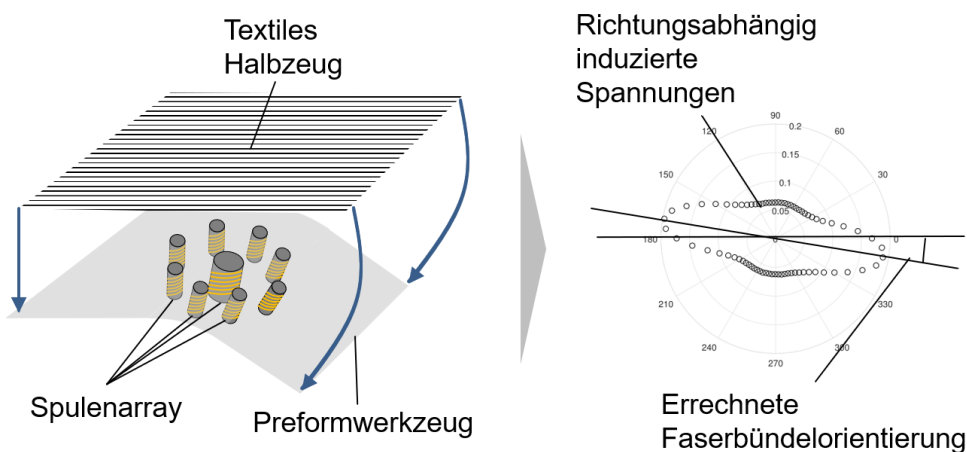 Textiles
Halbzeug
Spulenarray
Preformwerkzeug
Richtungsabhängig
induzierte
Spannungen
90
120
60
0.2
0.15
150
30
0.1
0.05
180
0
0
210
330
240
300
270
Errechnete
Faserbündelorientierung